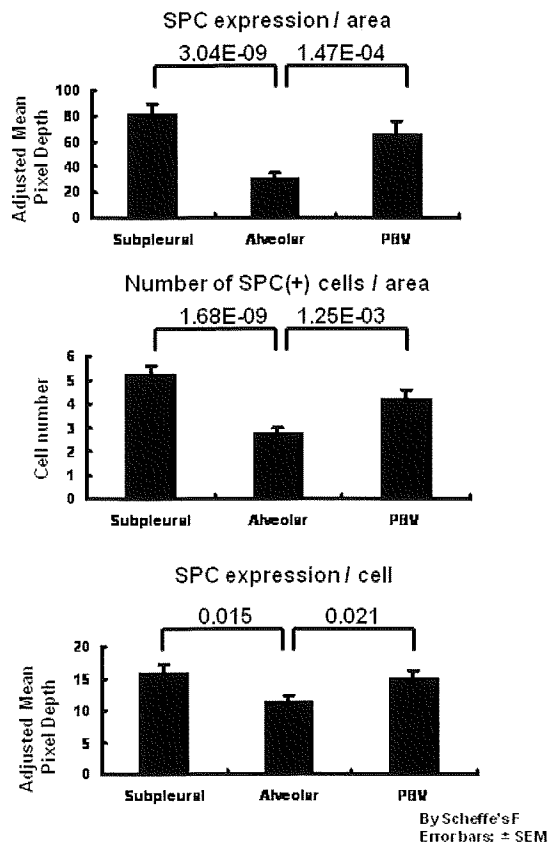 SPC expression / area
3.04E-09 1.47E-04
Adjusted Mean
Pixel Depth
100
80
60
40
20
0
Subpleural Alveolar PBV
Number of SPC(+) cells / area
1.68E-09 1.25E-03
Cell number
6
5
4
3
2
1
0
Subpleural Alveolar PBV
SPC expression / cell
0.015 0.021
Adjusted Mean
Pixel Depth
20
15
10
5
0
Subpleural Alveolar PBV
By Scheffe's F
Error bars: ± SEM